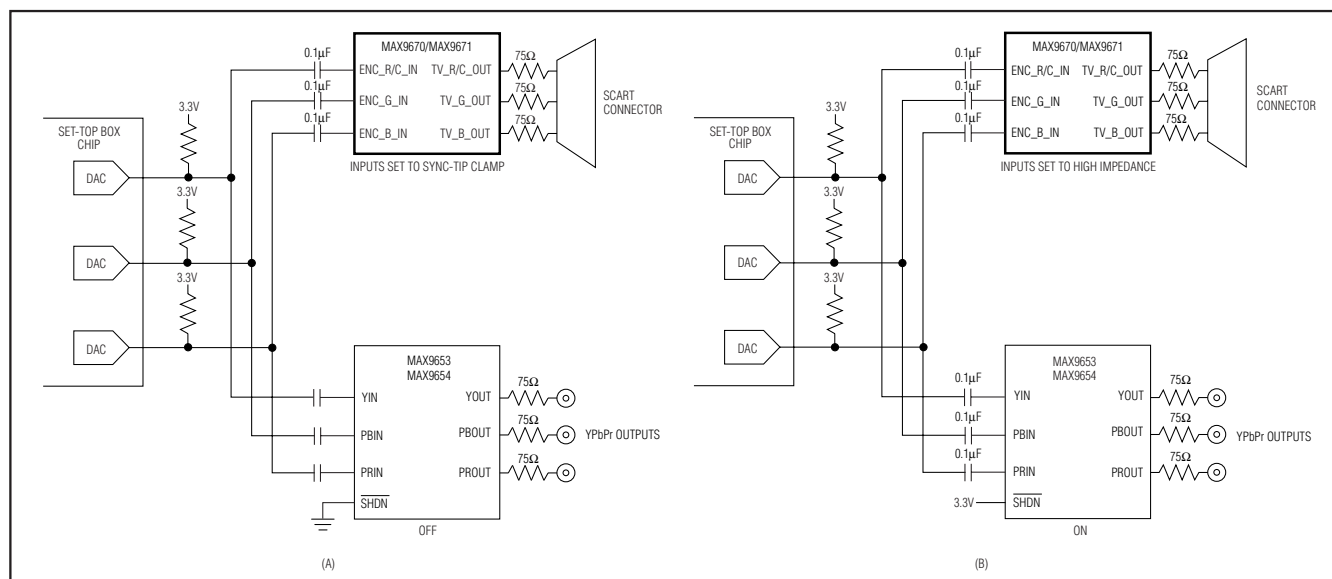 MAX9670/MAX9671
0.1µF
ENC_R/C_IN
TV_R/C_OUT
75Ω
0.1µF
ENC_G_IN
TV_G_OUT
75Ω
0.1µF
ENC_B_IN
TV_B_OUT
75Ω
SCART
CONNECTOR
INPUTS SET TO SYNC-TIP CLAMP
SET-TOP BOX
CHIP
3.3V
DAC
3.3V
DAC
3.3V
DAC
MAX9653
MAX9654
YIN
YOUT
75Ω
PBIN
PBOUT
75Ω
YPbPr OUTPUTS
PRIN
PROUT
75Ω
SHDN
OFF
(A)
MAX9670/MAX9671
0.1µF
ENC_R/C_IN
TV_R/C_OUT
75Ω
0.1µF
ENC_G_IN
TV_G_OUT
75Ω
0.1µF
ENC_B_IN
TV_B_OUT
75Ω
SCART
CONNECTOR
INPUTS SET TO HIGH IMPEDANCE
SET-TOP BOX
CHIP
3.3V
DAC
3.3V
DAC
3.3V
DAC
MAX9653
MAX9654
0.1µF
YIN
YOUT
75Ω
0.1µF
PBIN
PBOUT
75Ω
YPbPr OUTPUTS
0.1µF
PRIN
PROUT
75Ω
3.3V
SHDN
ON
(B)